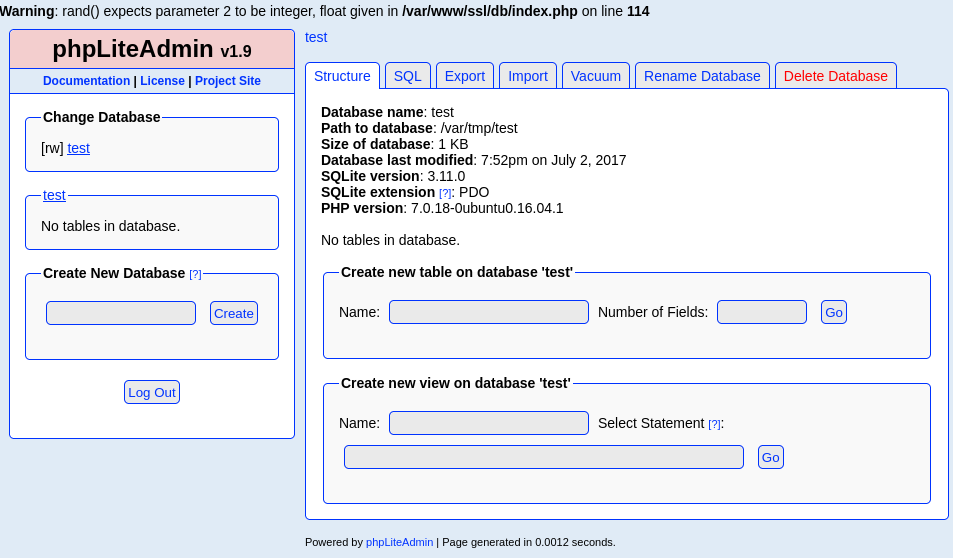 Warning: rand() expects parameter 2 to be integer, float given in /var/www/ssl/db/index.php on line 114
phpLiteAdmin v1.9
Documentation | License | Project Site
Change Database
[rw] test
test
No tables in database.
Create New Database [?]
Create
Log Out
test
Structure SQL Export Import Vacuum Rename Database Delete Database
Database name: test
Path to database: /var/tmp/test
Size of database: 1 KB
Database last modified: 7:52pm on July 2, 2017
SQLite version: 3.11.0
SQLite extension [?]: PDO
PHP version: 7.0.18-0ubuntu0.16.04.1
No tables in database.
Create new table on database 'test'
Name: Number of Fields: Go
Create new view on database 'test'
Name: Select Statement [?]:
Go
Powered by phpLiteAdmin | Page generated in 0.0012 seconds.